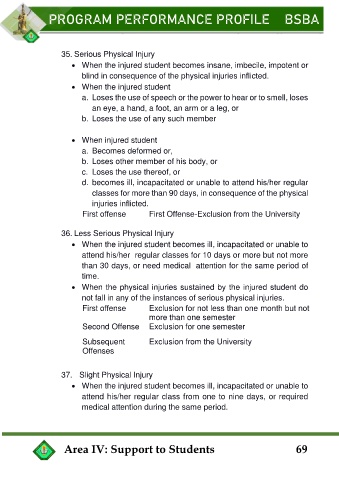 PROGRAM PERFORMANCE PROFILE BSBA
35. Serious Physical Injury
• When the injured student becomes insane, imbecile, impotent or
blind in consequence of the physical injuries inflicted.
• When the injured student
a. Loses the use of speech or the power to hear or to smell, loses
an eye, a hand, a foot, an arm or a leg, or
b. Loses the use of any such member
• When injured student
a. Becomes deformed or,
b. Loses other member of his body, or
c. Loses the use thereof, or
d. becomes ill, incapacitated or unable to attend his/her regular
classes for more than 90 days, in consequence of the physical
injuries inflicted.
First offense First Offense-Exclusion from the University
36. Less Serious Physical Injury
• When the injured student becomes ill, incapacitated or unable to
attend his/her regular classes for 10 days or more but not more
than 30 days, or need medical attention for the same period of
time.
• When the physical injuries sustained by the injured student do
not fall in any of the instances of serious physical injuries.
First offense Exclusion for not less than one month but not
more than one semester
Second Offense Exclusion for one semester
Subsequent Exclusion from the University
Offenses
37. Slight Physical Injury
• When the injured student becomes ill, incapacitated or unable to
attend his/her regular class from one to nine days, or required
medical attention during the same period.
Area IV: Support to Students 69